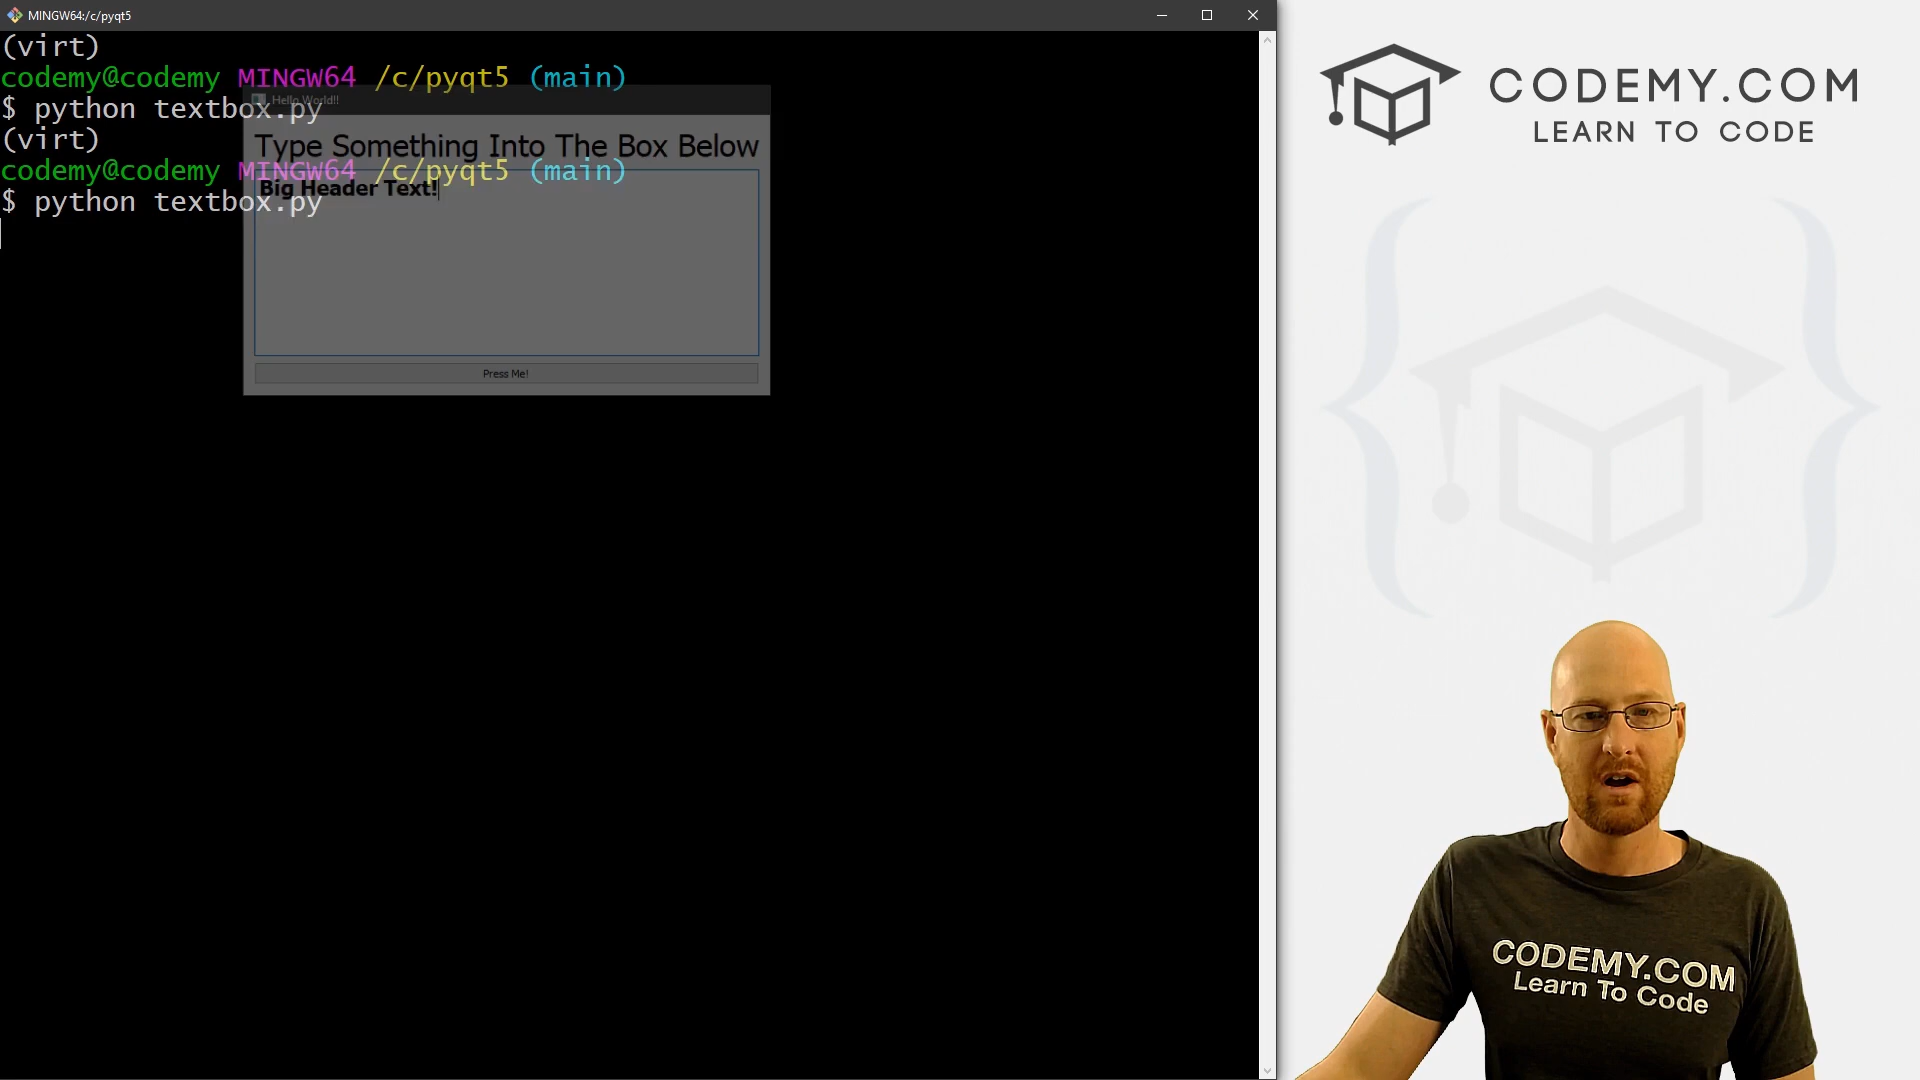 MINGW64:/c/pyqt5
(virt)
codemy@codemy MINGW64 /c/pyqt5 (main)
$ python textbox.py
(virt)
codemy@codemy MINGW64 /c/pyqt5 (main)
$ python textbox.py
Hello World!!
Type Something Into The Box Below
Big Header Text!
Press Me!
CODEMY.COM
LEARN TO CODE
CODEMY.COM
Learn To Code